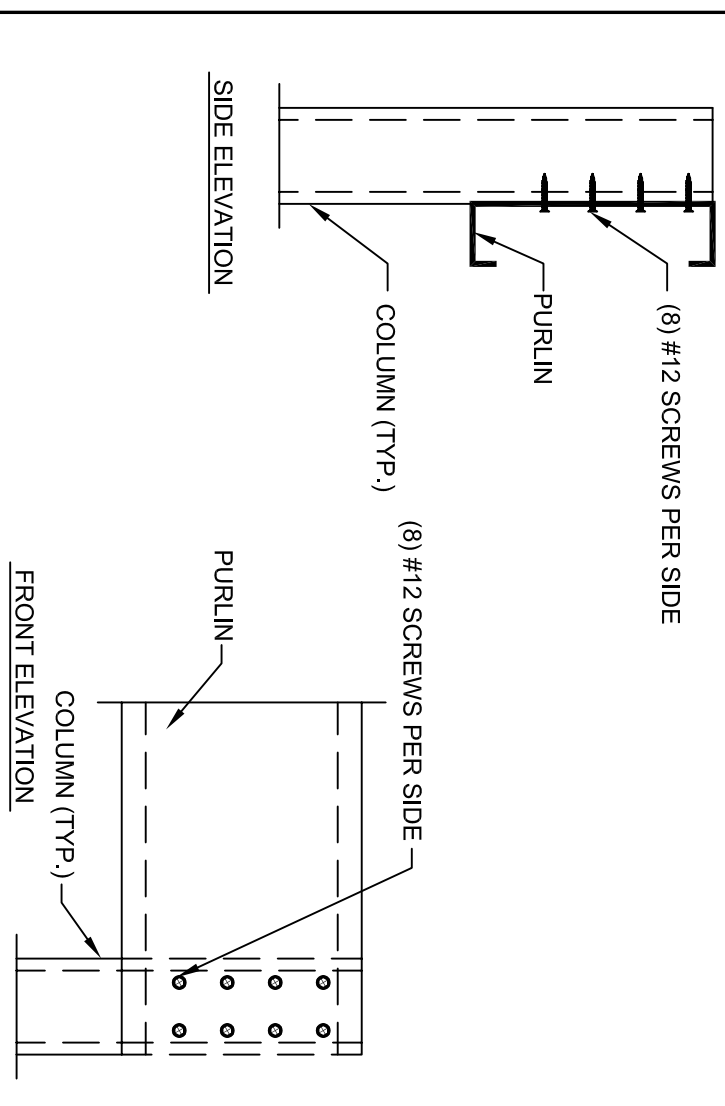 (8) #12 SCREWS PER SIDE
PURLIN
COLUMN (TYP.)
SIDE ELEVATION
(8) #12 SCREWS PER SIDE
PURLIN
COLUMN (TYP.)
FRONT ELEVATION